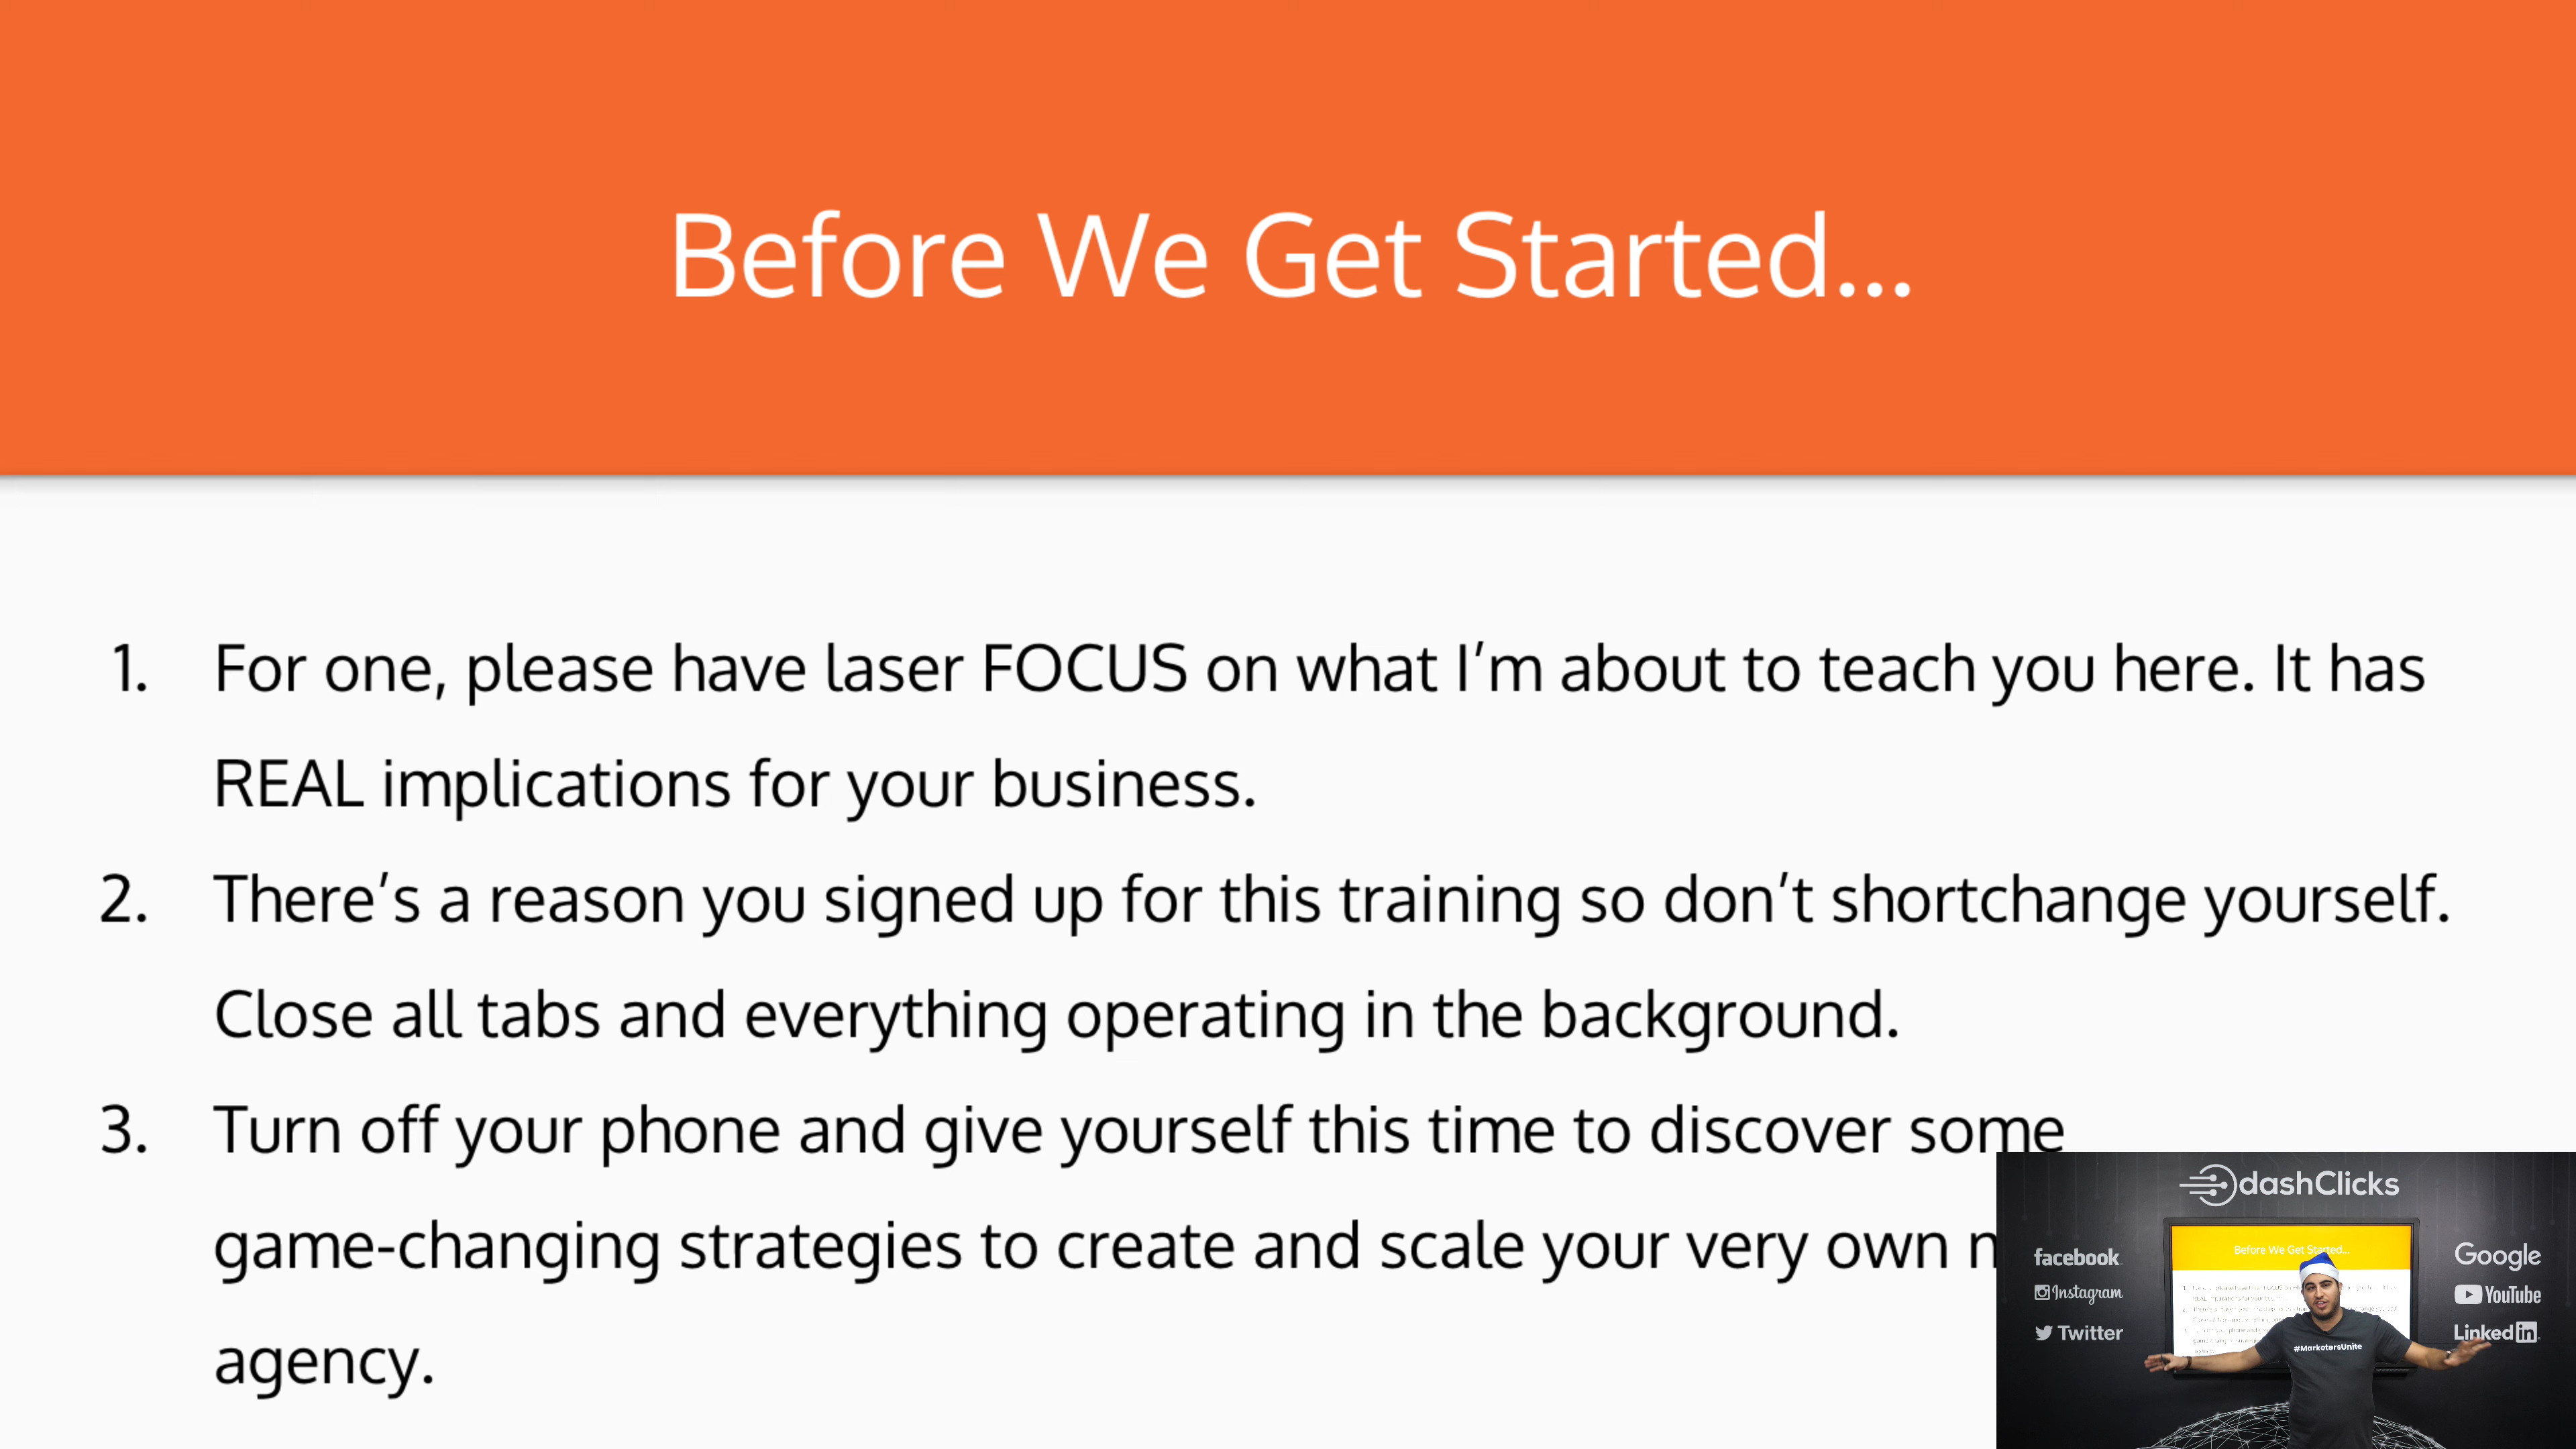 Before We Get Started...
1. For one, please have laser FOCUS on what I'm about to teach you here. It has
REAL implications for your business.
2. There's a reason you signed up for this training so don't shortchange yourself.
Close all tabs and everything operating in the background.
3. Turn off your phone and give yourself this time to discover some
game-changing strategies to create and scale your very own
agency.
dashClicks
facebook
Instagram
Twitter
Before We Get Started...
Google
YouTube
Linked in
#MarketersUnite